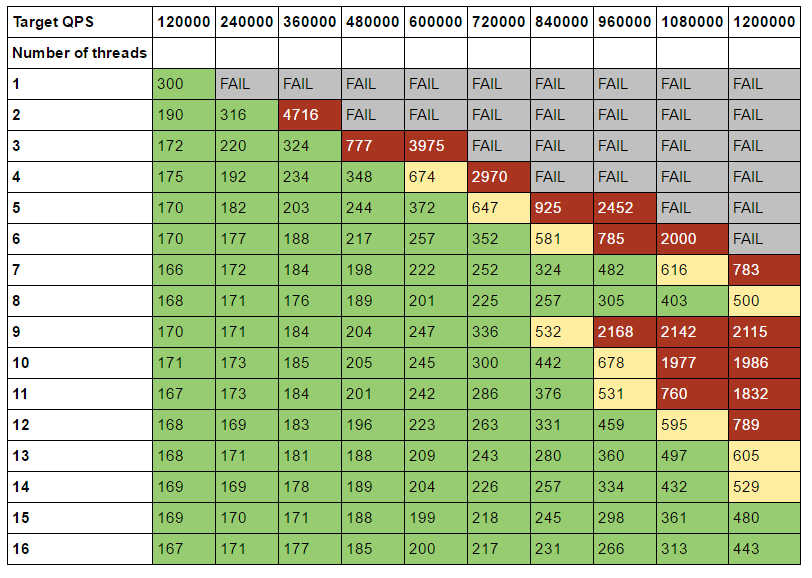 Target QPS 120000 240000 360000 480000 600000 720000 840000 960000 1080000 1200000
Number of threads
1 300 FAIL FAIL FAIL FAIL FAIL FAIL FAIL FAIL FAIL
2 190 316 4716 FAIL FAIL FAIL FAIL FAIL FAIL FAIL
3 172 220 324 777 3975 FAIL FAIL FAIL FAIL FAIL
4 175 192 234 348 674 2970 FAIL FAIL FAIL FAIL
5 170 182 203 244 372 647 925 2452 FAIL FAIL
6 170 177 188 217 257 352 581 785 2000 FAIL
7 166 172 184 198 222 252 324 482 616 783
8 168 171 176 189 201 225 257 305 403 500
9 170 171 184 204 247 336 532 2168 2142 2115
10 171 173 185 205 245 300 442 678 1977 1986
11 167 173 184 201 242 286 376 531 760 1832
12 168 169 183 196 223 263 331 459 595 789
13 168 171 181 188 209 243 280 360 497 605
14 169 169 178 189 204 226 257 334 432 529
15 169 170 171 188 199 218 245 298 361 480
16 167 171 177 185 200 217 231 266 313 443